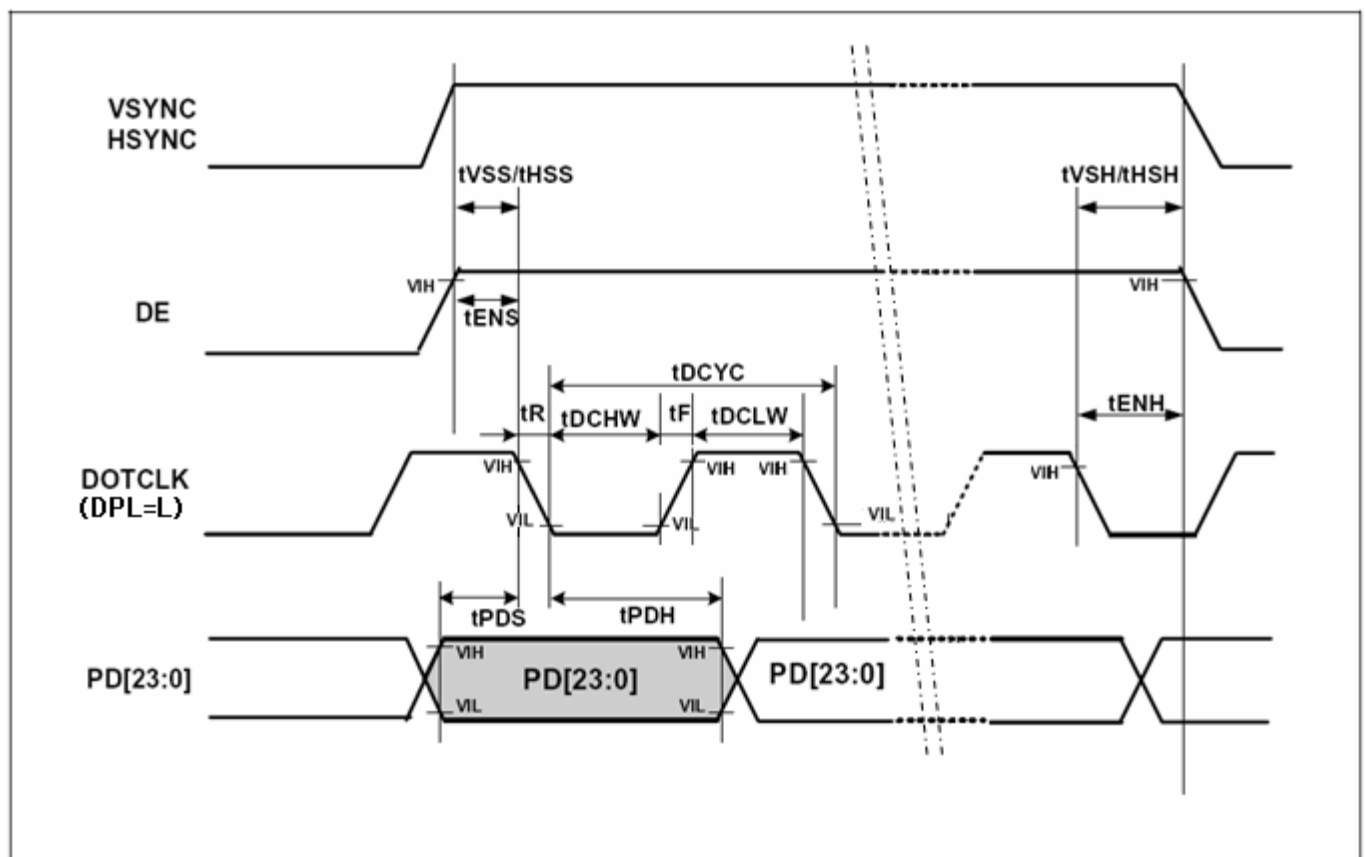 VSYNC
HSYNC
tVSS/tHSS
tVSH/tHSH
VIH
VIH
DE
tENS
tDCYC
tENH
tR
tDCHW
tF
tDCLW
DOTCLK
(DPL=L)
VIH
VIH
VIH
VIH
VIL
VIL
VIL
tPDS
tPDH
VIH
VIH
PD[23:0]
PD[23:0]
PD[23:0]
VIL
VIL